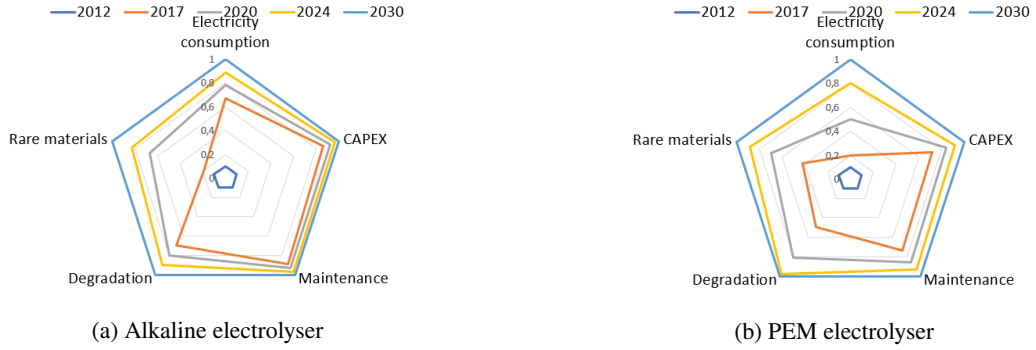 2012 2017 2020 2024 2030
Electricity
consumption
1
0,8
0,6
0,4
0,2
0
Rare materials
CAPEX
Degradation
Maintenance
(a) Alkaline electrolyser
2012 2017 2020 2024 2030
Electricity
consumption
1
0,8
0,6
0,4
0,2
0
Rare materials
CAPEX
Degradation
Maintenance
(b) PEM electrolyser